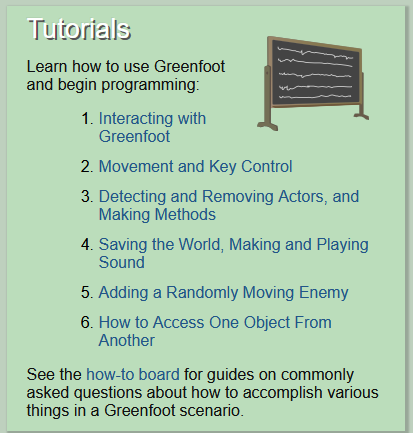 Tutorials
Learn how to use Greenfoot
and begin programming:
1. Interacting with
Greenfoot
2. Movement and Key Control
3. Detecting and Removing Actors, and
Making Methods
4. Saving the World, Making and Playing
Sound
5. Adding a Randomly Moving Enemy
6. How to Access One Object From
Another
See the how-to board for guides on commonly
asked questions about how to accomplish various
things in a Greenfoot scenario.